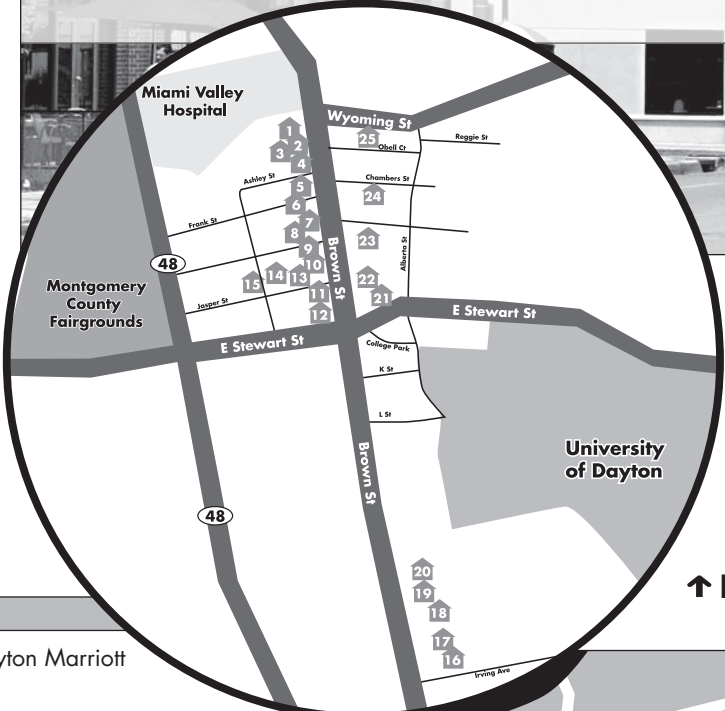 Miami Valley
Hospital
Wyoming St
1
2
3
4
25
Obell Ct
Reggie St
Ashley St
5
Chambers St
6
24
Frank St
7
8
Brown St
23
Alberta St
9
48
10
Montgomery
County
Fairgrounds
15
14
13
22
11
21
Jasper St
12
E Stewart St
E Stewart St
College Park
K St
L St
Brown St
University
of Dayton
48
20
19
18
17
16
Irving Ave
yton Marriott